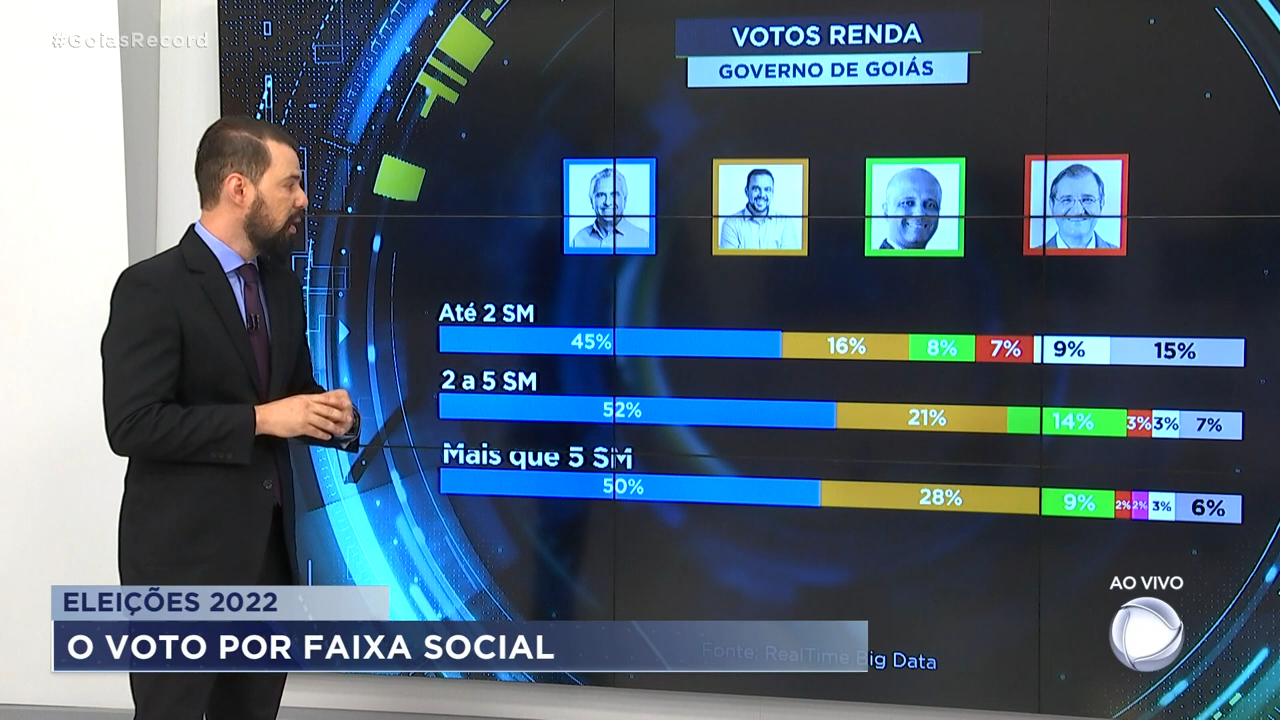 #GoiasRecord
VOTOS RENDA
GOVERNO DE GOIÁS
Até 2 SM
45% 16% 8% 7% 9% 15%
2 a 5 SM
52% 21% 14% 3% 3% 7%
Mais que 5 SM
50% 28% 9% 2% 2% 3% 6%
AO VIVO
ELEIÇÕES 2022
O VOTO POR FAIXA SOCIAL
Fonte: RealTime Big Data